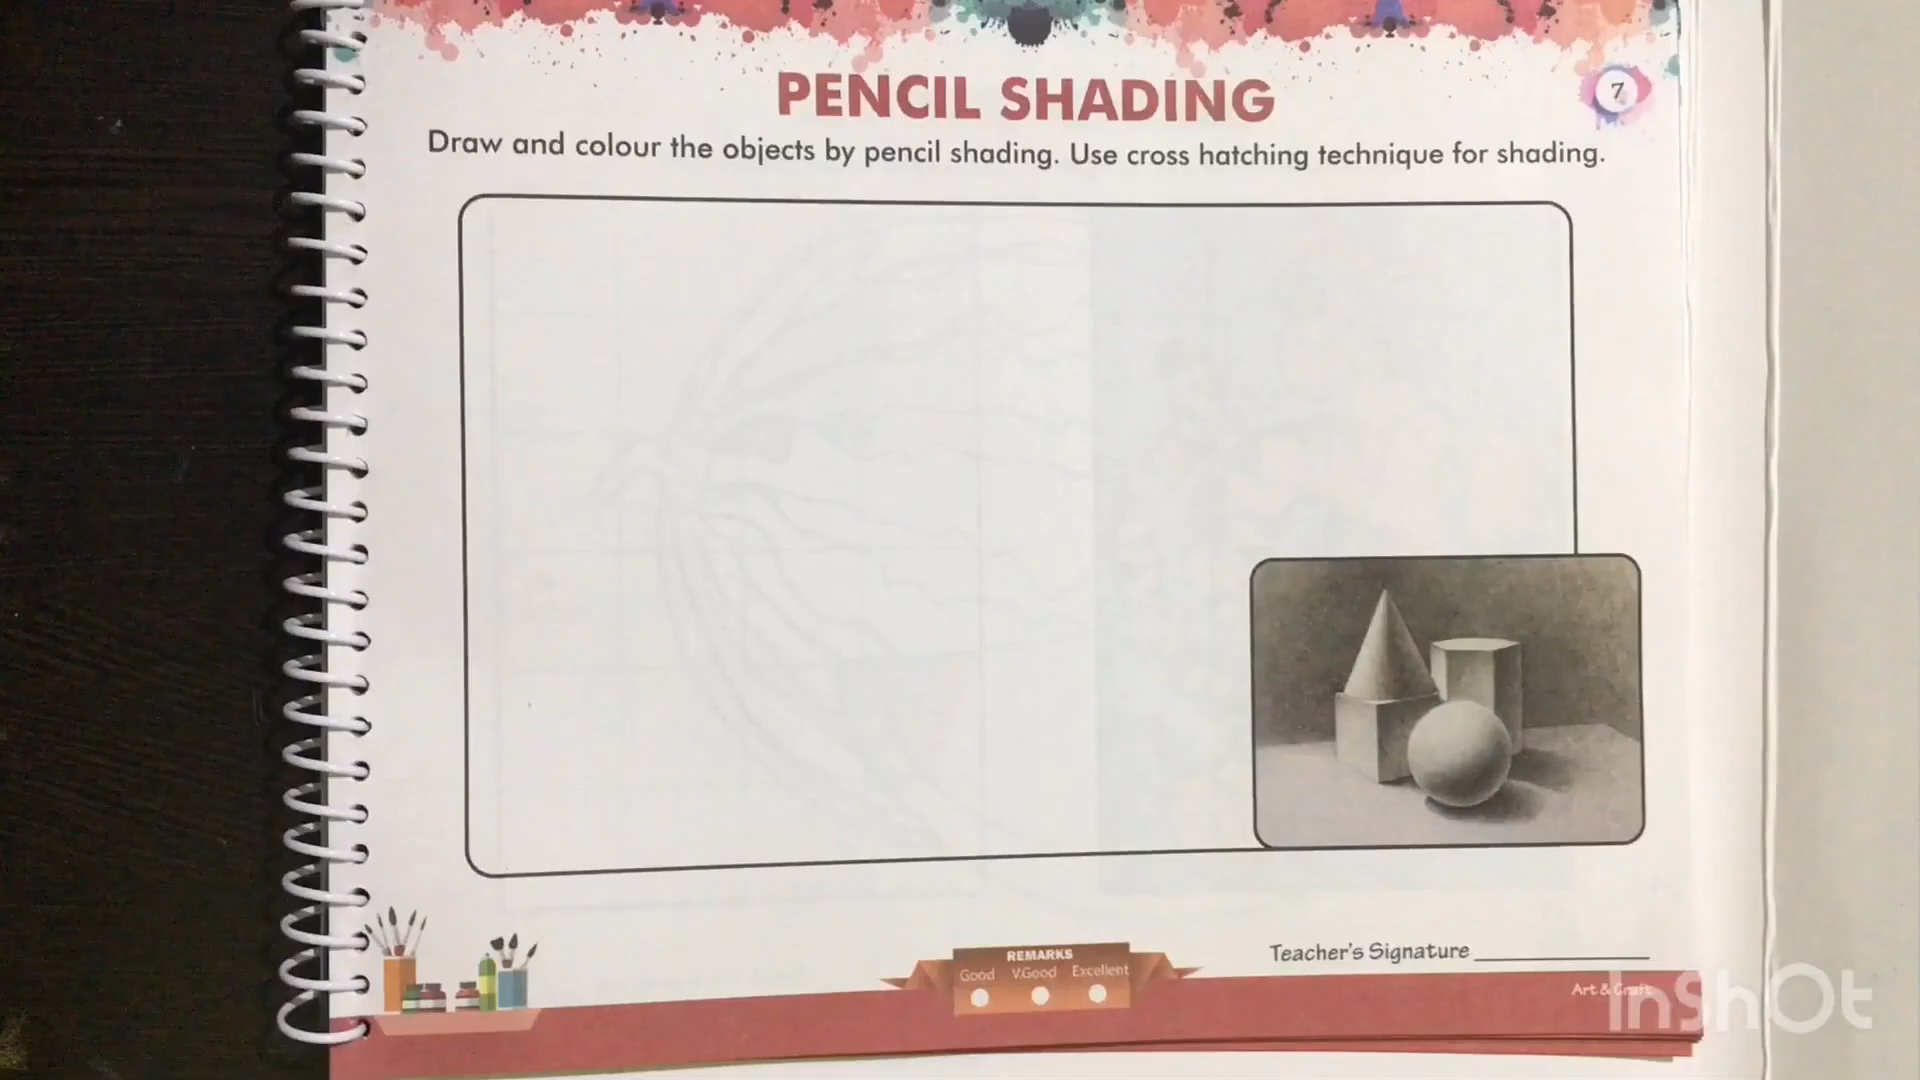 PENCIL SHADING
7
Draw and colour the objects by pencil shading. Use cross hatching technique for shading.
REMARKS
Good V.Good Excellent
Teacher's Signature
Art & Craft
InShOt